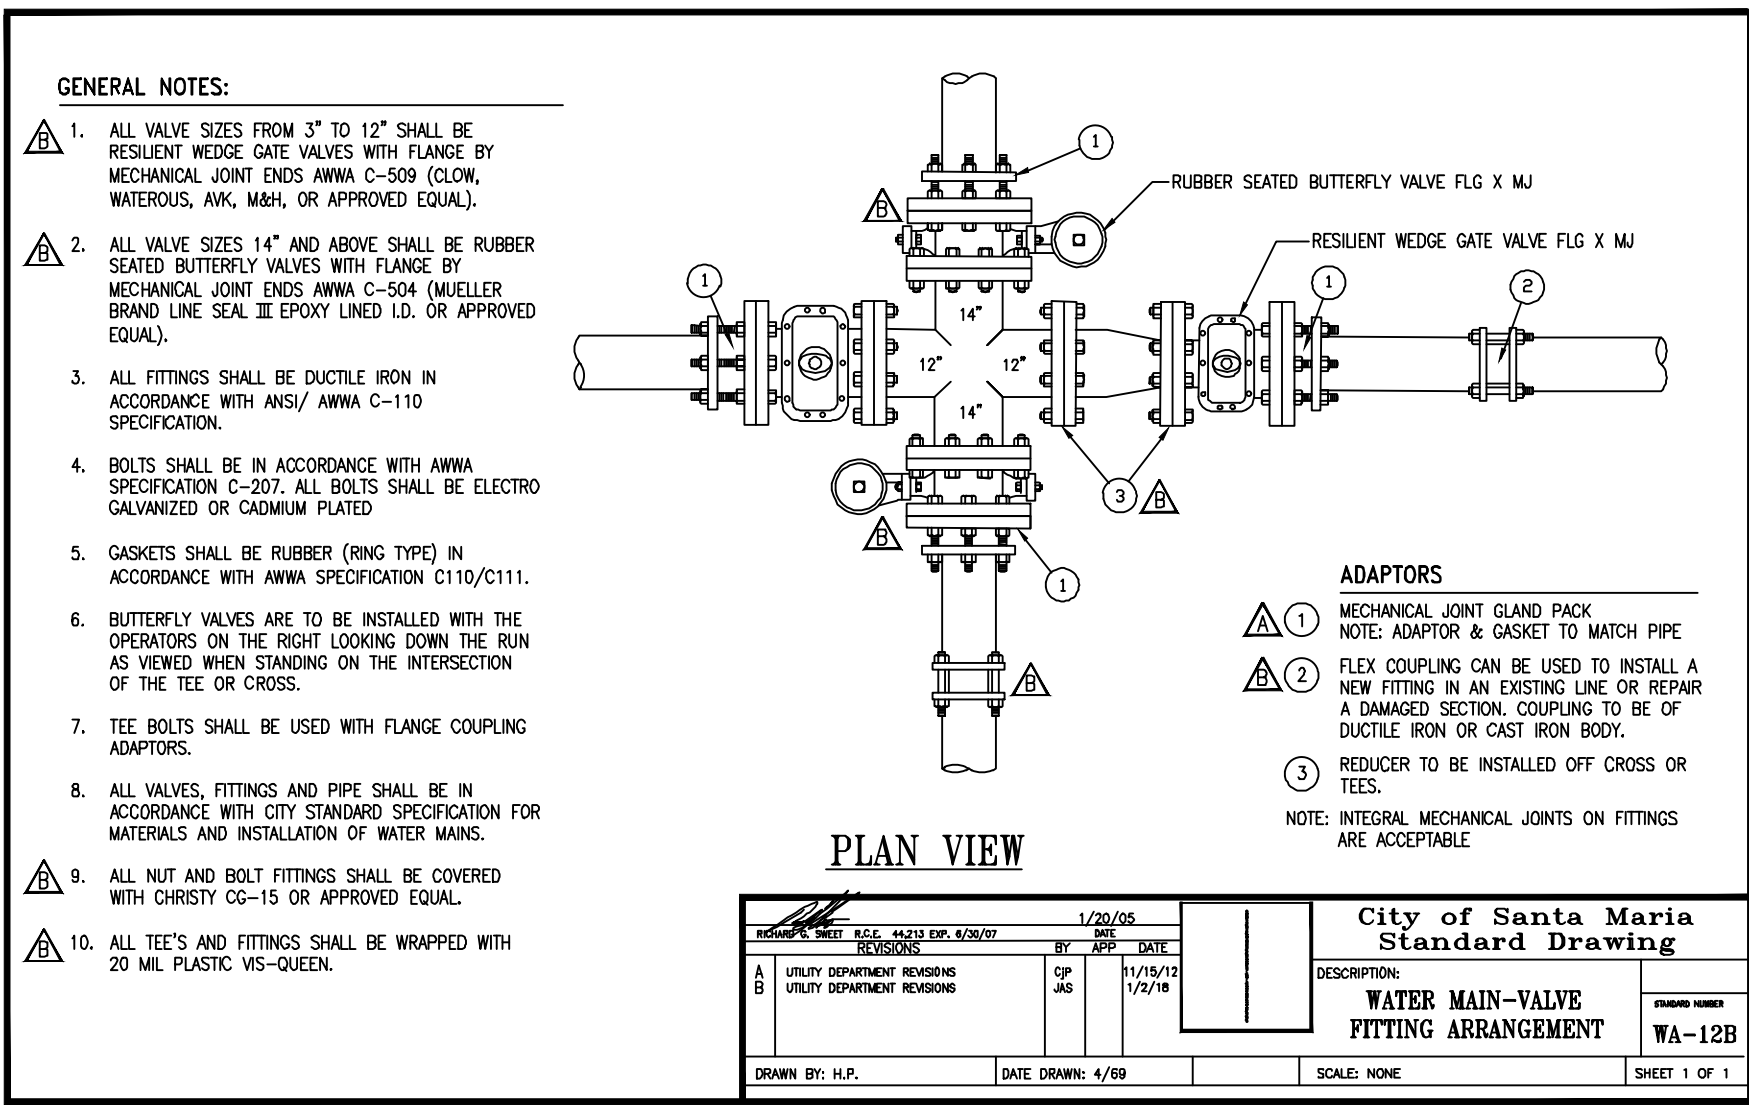 GENERAL NOTES:
B 1. ALL VALVE SIZES FROM 3" TO 12" SHALL BE
RESILIENT WEDGE GATE VALVES WITH FLANGE BY
MECHANICAL JOINT ENDS AWWA C-509 (CLOW,
WATEROUS, AVK, M&H, OR APPROVED EQUAL).
B 2. ALL VALVE SIZES 14" AND ABOVE SHALL BE RUBBER
SEATED BUTTERFLY VALVES WITH FLANGE BY
MECHANICAL JOINT ENDS AWWA C-504 (MUELLER
BRAND LINE SEAL III EPOXY LINED I.D. OR APPROVED
EQUAL).
3. ALL FITTINGS SHALL BE DUCTILE IRON IN
ACCORDANCE WITH ANSI/ AWWA C-110
SPECIFICATION.
4. BOLTS SHALL BE IN ACCORDANCE WITH AWWA
SPECIFICATION C-207. ALL BOLTS SHALL BE ELECTRO
GALVANIZED OR CADMIUM PLATED
5. GASKETS SHALL BE RUBBER (RING TYPE) IN
ACCORDANCE WITH AWWA SPECIFICATION C110/C111.
6. BUTTERFLY VALVES ARE TO BE INSTALLED WITH THE
OPERATORS ON THE RIGHT LOOKING DOWN THE RUN
AS VIEWED WHEN STANDING ON THE INTERSECTION
OF THE TEE OR CROSS.
7. TEE BOLTS SHALL BE USED WITH FLANGE COUPLING
ADAPTORS.
8. ALL VALVES, FITTINGS AND PIPE SHALL BE IN
ACCORDANCE WITH CITY STANDARD SPECIFICATION FOR
MATERIALS AND INSTALLATION OF WATER MAINS.
B 9. ALL NUT AND BOLT FITTINGS SHALL BE COVERED
WITH CHRISTY CG-15 OR APPROVED EQUAL.
B 10. ALL TEE'S AND FITTINGS SHALL BE WRAPPED WITH
20 MIL PLASTIC VIS-QUEEN.
1
B
RUBBER SEATED BUTTERFLY VALVE FLG X MJ
RESILIENT WEDGE GATE VALVE FLG X MJ
1
1
2
14"
12" 12"
14"
3 B
B
1
B
PLAN VIEW
ADAPTORS
A 1 MECHANICAL JOINT GLAND PACK
NOTE: ADAPTOR & GASKET TO MATCH PIPE
B 2 FLEX COUPLING CAN BE USED TO INSTALL A
NEW FITTING IN AN EXISTING LINE OR REPAIR
A DAMAGED SECTION. COUPLING TO BE OF
DUCTILE IRON OR CAST IRON BODY.
3 REDUCER TO BE INSTALLED OFF CROSS OR
TEES.
NOTE: INTEGRAL MECHANICAL JOINTS ON FITTINGS
ARE ACCEPTABLE
1/20/05
RICHARD G. SWEET R.C.E. 44,213 EXP. 6/30/07 DATE
REVISIONS BY APP DATE
A UTILITY DEPARTMENT REVISIONS CJP 11/15/12
B UTILITY DEPARTMENT REVISIONS JAS 1/2/18
City of Santa Maria
Standard Drawing
DESCRIPTION:
WATER MAIN-VALVE
FITTING ARRANGEMENT
STANDARD NUMBER
WA-12B
DRAWN BY: H.P. DATE DRAWN: 4/69 SCALE: NONE SHEET 1 OF 1